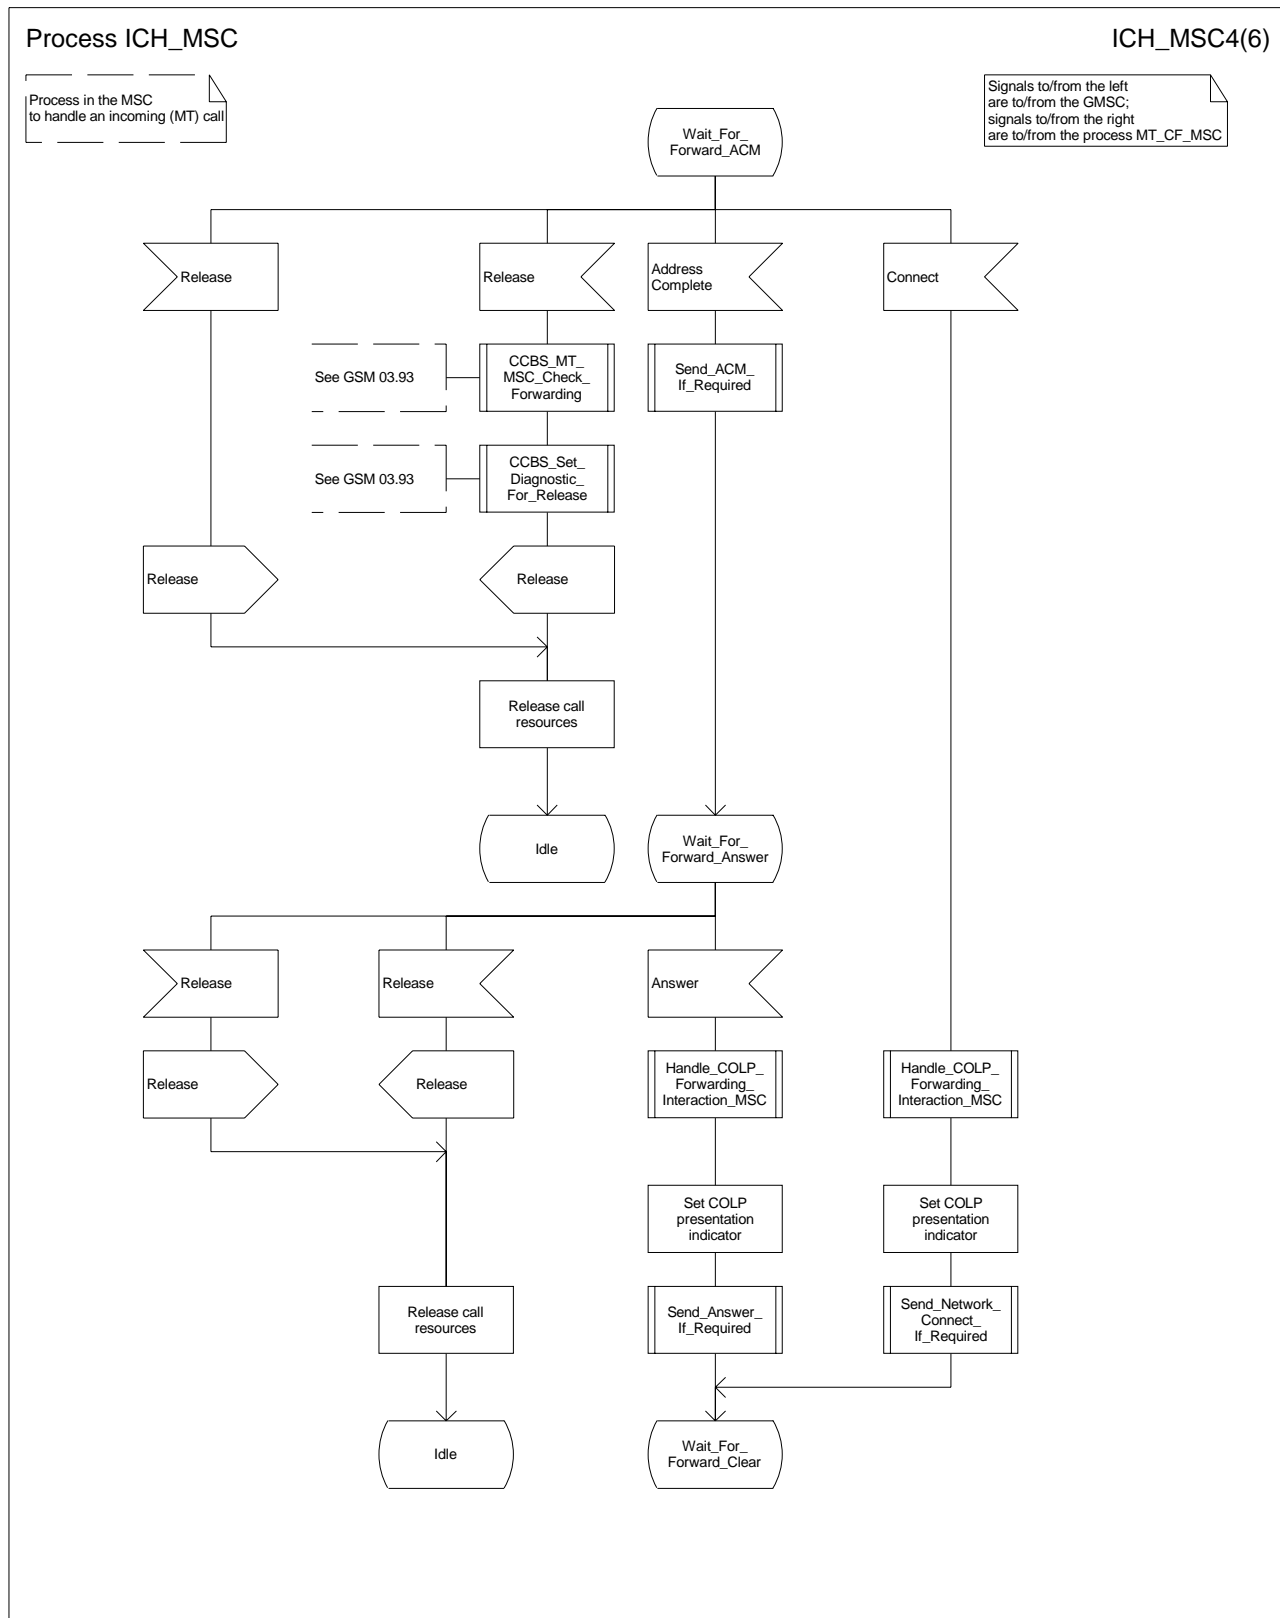 Process ICH_MSC
ICH_MSC4(6)
Process in the MSC
to handle an incoming (MT) call
Signals to/from the left
are to/from the GMSC;
signals to/from the right
are to/from the process MT_CF_MSC
Wait_For_
Forward_ACM
Release
Release
Address
Complete
Connect
See GSM 03.93
CCBS_MT_
MSC_Check_
Forwarding
Send_ACM_
If_Required
See GSM 03.93
CCBS_Set_
Diagnostic_
For_Release
Release
Release
Release call
resources
Idle
Wait_For_
Forward_Answer
Release
Release
Answer
Release
Release
Handle_COLP_
Forwarding_
Interaction_MSC
Handle_COLP_
Forwarding_
Interaction_MSC
Set COLP
presentation
indicator
Set COLP
presentation
indicator
Release call
resources
Send_Answer_
If_Required
Send_Network_
Connect_
If_Required
Idle
Wait_For_
Forward_Clear